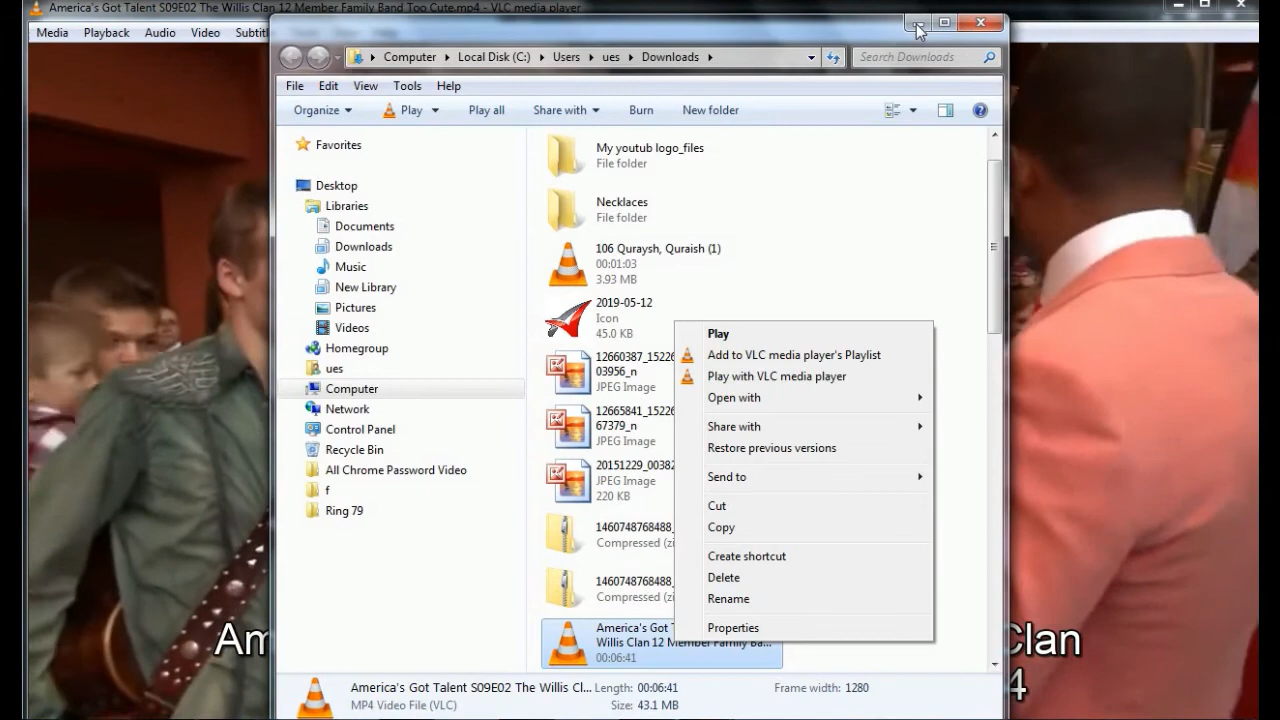 America's Got Talent S09E02 The Willis Clan 12 Member Family Band Too Cute.mp4 - VLC media player
Media Playback Audio Video Subtitl
Computer Local Disk (C:) Users ues Downloads
Search Downloads
File Edit View Tools Help
Organize Play Play all Share with Burn New folder
Favorites
Desktop
Libraries
Documents
Downloads
Music
New Library
Pictures
Videos
Homegroup
ues
Computer
Network
Control Panel
Recycle Bin
All Chrome Password Video
f
Ring 79
My youtub logo_files
File folder
Necklaces
File folder
106 Quraysh, Quraish (1)
00:01:03
3.93 MB
2019-05-12
Icon
45.0 KB
12660387_15226
03956_n
JPEG Image
12665841_15226
67379_n
JPEG Image
20151229_00382
JPEG Image
220 KB
1460748768488_
Compressed (zi
1460748768488_
Compressed (zi
America's Got T
Willis Clan 12 Member Family Ba...
00:06:41
Play
Add to VLC media player's Playlist
Play with VLC media player
Open with
Share with
Restore previous versions
Send to
Cut
Copy
Create shortcut
Delete
Rename
Properties
Am
Clan
4
America's Got Talent S09E02 The Willis Cl... Length: 00:06:41 Frame width: 1280
MP4 Video File (VLC) Size: 43.1 MB